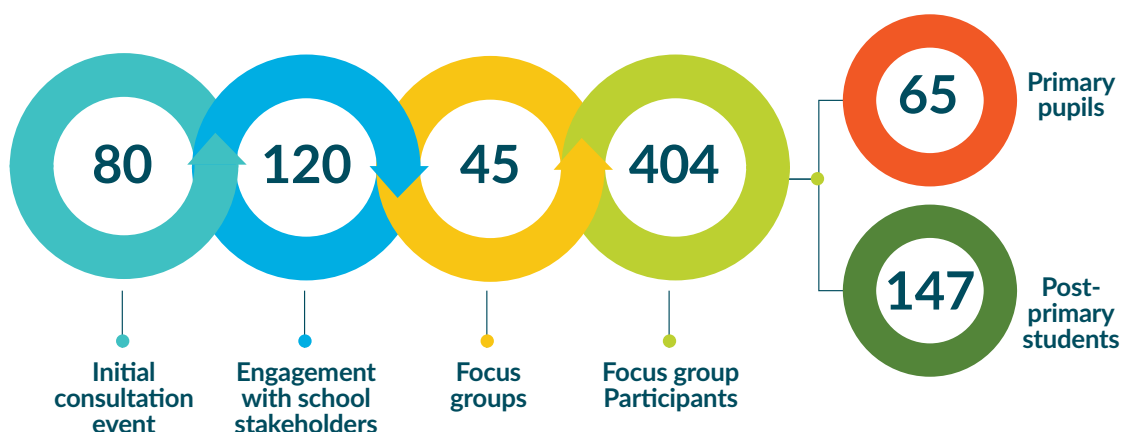 80
Initial
consultation
event
120
Engagement
with school
stakeholders
45
Focus
groups
404
Focus group
Participants
65
Primary
pupils
147
Post-
primary
students